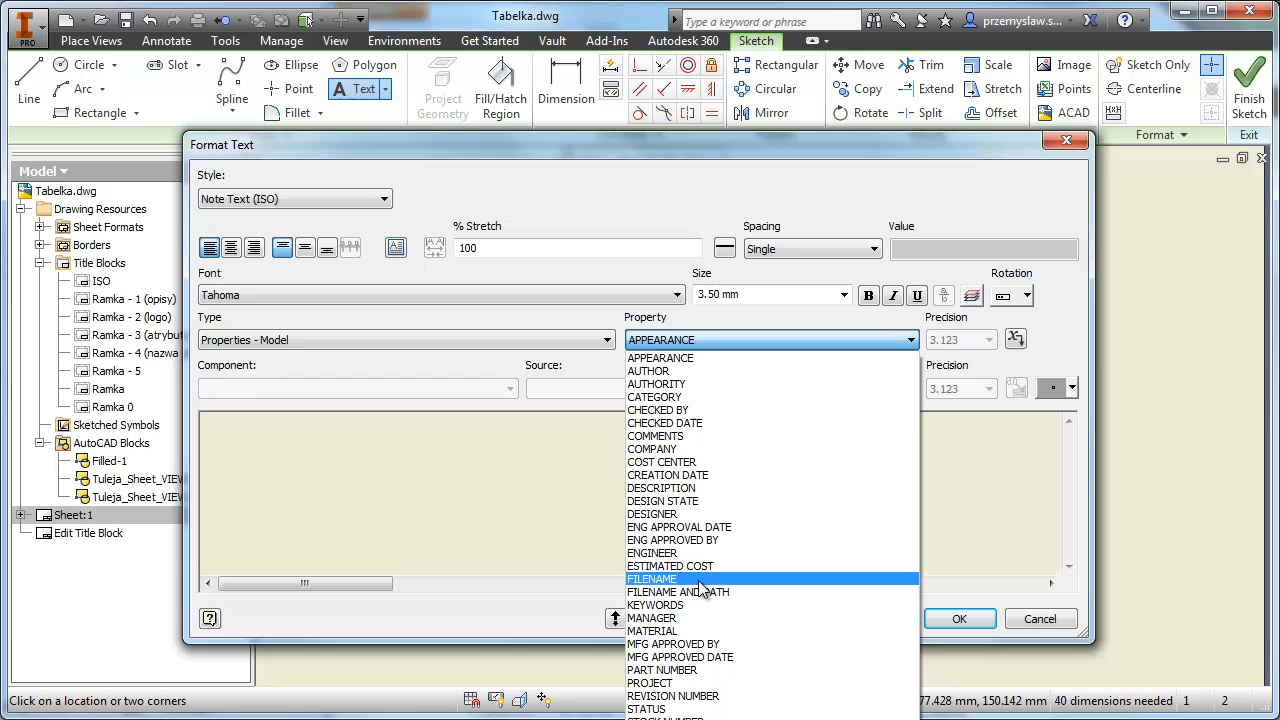 Tabelka.dwg
Type a keyword or phrase
przemyslaw.s...
PRO
Place Views Annotate Tools Manage View Environments Get Started Vault Add-Ins Autodesk 360 Sketch
Line
Circle
Arc
Rectangle
Slot
Spline
Ellipse
Point
Fillet
Polygon
Text
Project Geometry
Fill/Hatch Region
Dimension
Rectangular
Circular
Mirror
Move
Copy
Rotate
Trim
Extend
Split
Scale
Stretch
Offset
Image
Points
ACAD
Sketch Only
Centerline
Format
Finish Sketch
Exit
Model
Tabelka.dwg
Drawing Resources
Sheet Formats
Borders
Title Blocks
ISO
Ramka - 1 (opisy)
Ramka - 2 (logo)
Ramka - 3 (atrybut
Ramka - 4 (nazwa
Ramka - 5
Ramka
Ramka 0
Sketched Symbols
AutoCAD Blocks
Filled-1
Tuleja_Sheet_VIEW
Tuleja_Sheet_VIEW
Sheet:1
Edit Title Block
Format Text
Style:
Note Text (ISO)
% Stretch
100
Spacing
Single
Value
Font
Tahoma
Size
3.50 mm
B I U
Rotation
Type
Properties - Model
Property
APPEARANCE
Precision
3.123
Component:
Source:
Precision
3.123
APPEARANCE
AUTHOR
AUTHORITY
CATEGORY
CHECKED BY
CHECKED DATE
COMMENTS
COMPANY
COST CENTER
CREATION DATE
DESCRIPTION
DESIGN STATE
DESIGNER
ENG APPROVAL DATE
ENG APPROVED BY
ENGINEER
ESTIMATED COST
FILENAME
FILENAME AND PATH
KEYWORDS
MANAGER
MATERIAL
MFG APPROVED BY
MFG APPROVED DATE
PART NUMBER
PROJECT
REVISION NUMBER
STATUS
STOCK NUMBER
OK
Cancel
Click on a location or two corners
77.428 mm, 150.142 mm 40 dimensions needed 1 2